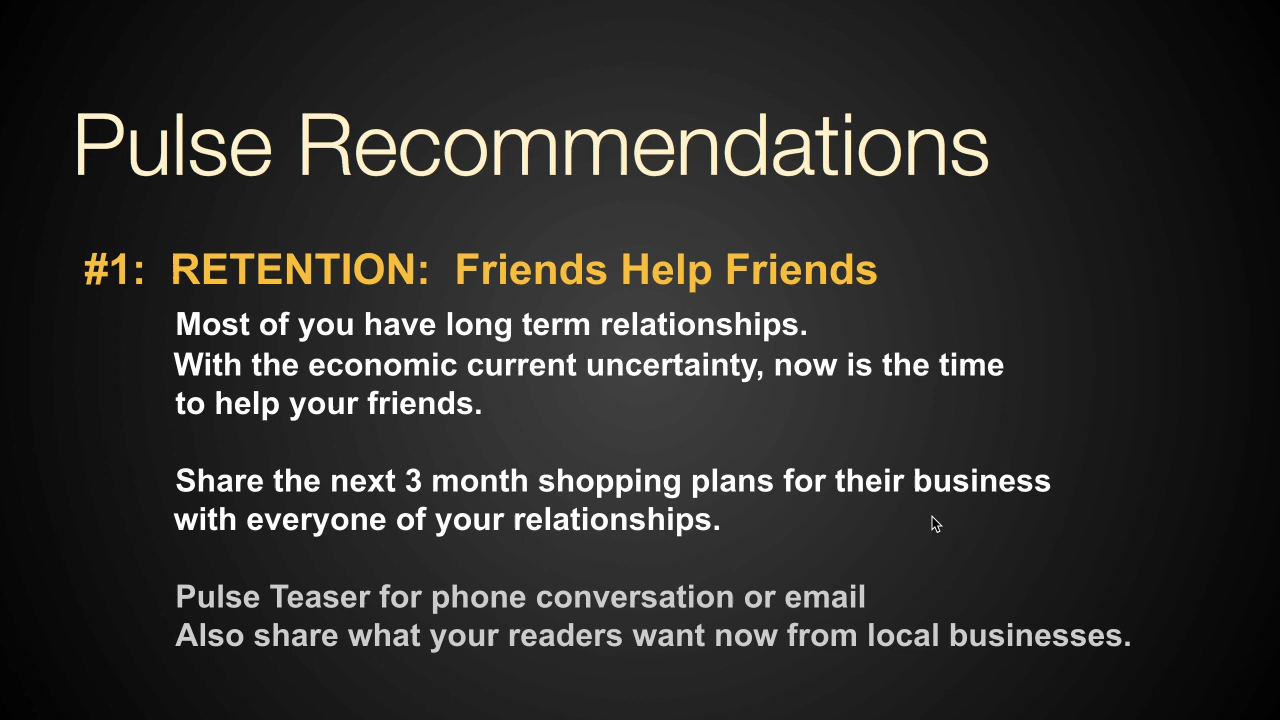 Pulse Recommendations
#1: RETENTION: Friends Help Friends
Most of you have long term relationships.
With the economic current uncertainty, now is the time
to help your friends.
Share the next 3 month shopping plans for their business
with everyone of your relationships.
Pulse Teaser for phone conversation or email
Also share what your readers want now from local businesses.